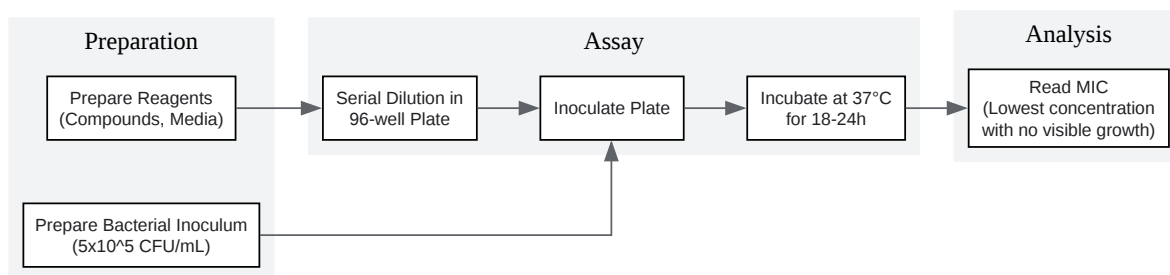 Preparation
Prepare Reagents
(Compounds, Media)
Prepare Bacterial Inoculum
(5x10^5 CFU/mL)
Assay
Serial Dilution in
96-well Plate
Inoculate Plate
Incubate at 37°C
for 18-24h
Analysis
Read MIC
(Lowest concentration
with no visible growth)